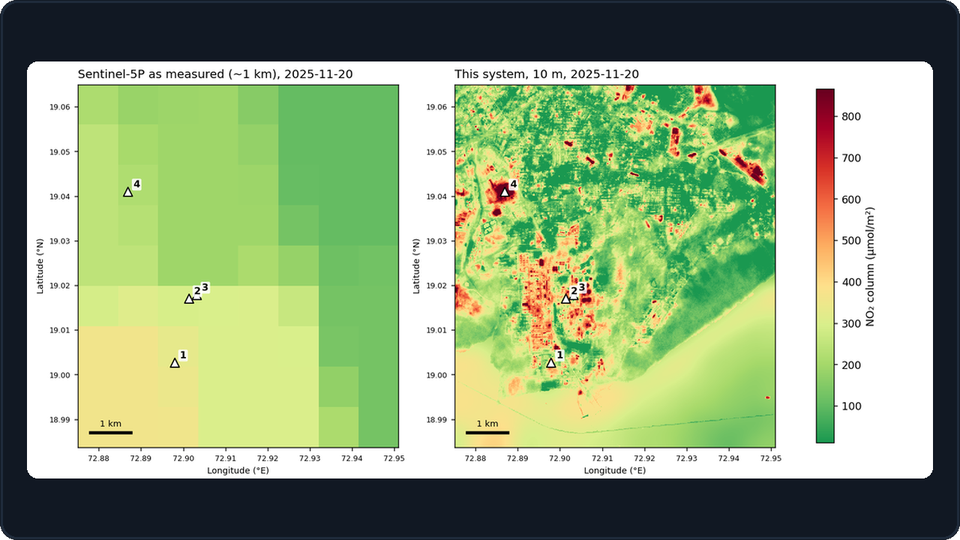 Sentinel-5P as measured (~1 km), 2025-11-20
19.06
19.05
19.04
19.03
19.02
19.01
19.00
18.99
Latitude (°N)
4
2 3
1
1 km
72.88 72.89 72.90 72.91 72.92 72.93 72.94 72.95
Longitude (°E)
This system, 10 m, 2025-11-20
19.06
19.05
19.04
19.03
19.02
19.01
19.00
18.99
Latitude (°N)
4
2 3
1
1 km
72.88 72.89 72.90 72.91 72.92 72.93 72.94 72.95
Longitude (°E)
800
700
600
500
400
300
200
100
NO₂ column (μmol/m²)